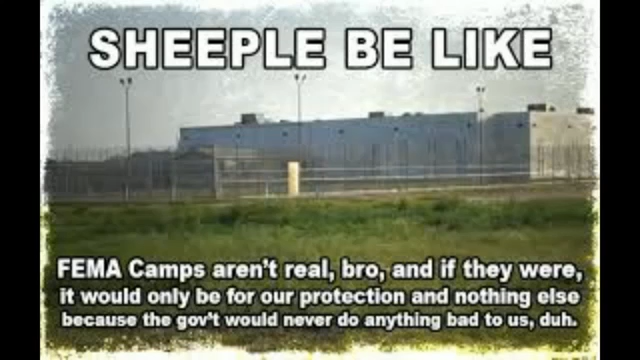 SHEEPLE BE LIKE
FEMA Camps aren't real, bro, and if they were,
it would only be for our protection and nothing else
because the gov't would never do anything bad to us, duh.